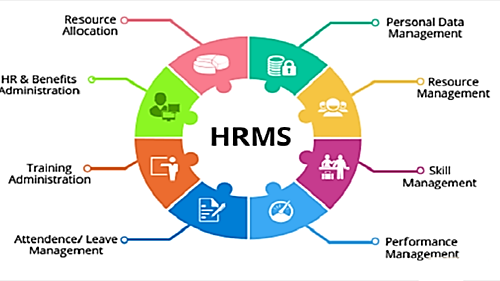 Resource
Allocation
Personal Data
Management
HR & Benefits
Administration
Resource
Management
HRMS
Training
Administration
Skill
Management
Attendence/ Leave
Management
Performance
Management